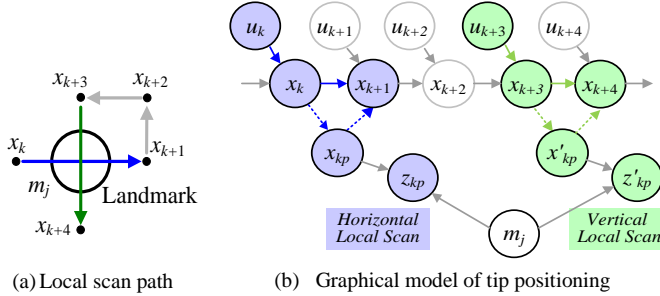 u_k u_{k+1} u_{k+2} u_{k+3} u_{k+4}
x_{k+3} x_{k+2}
x_k x_{k+1} x_{k+2} x_{k+3} x_{k+4}
x_k x_{k+1}
m_j Landmark
x_{k+4}
x_{kp} x'_{kp}
z_{kp} z'_{kp}
Horizontal
Local Scan
m_j
Vertical
Local Scan
(a) Local scan path
(b) Graphical model of tip positioning